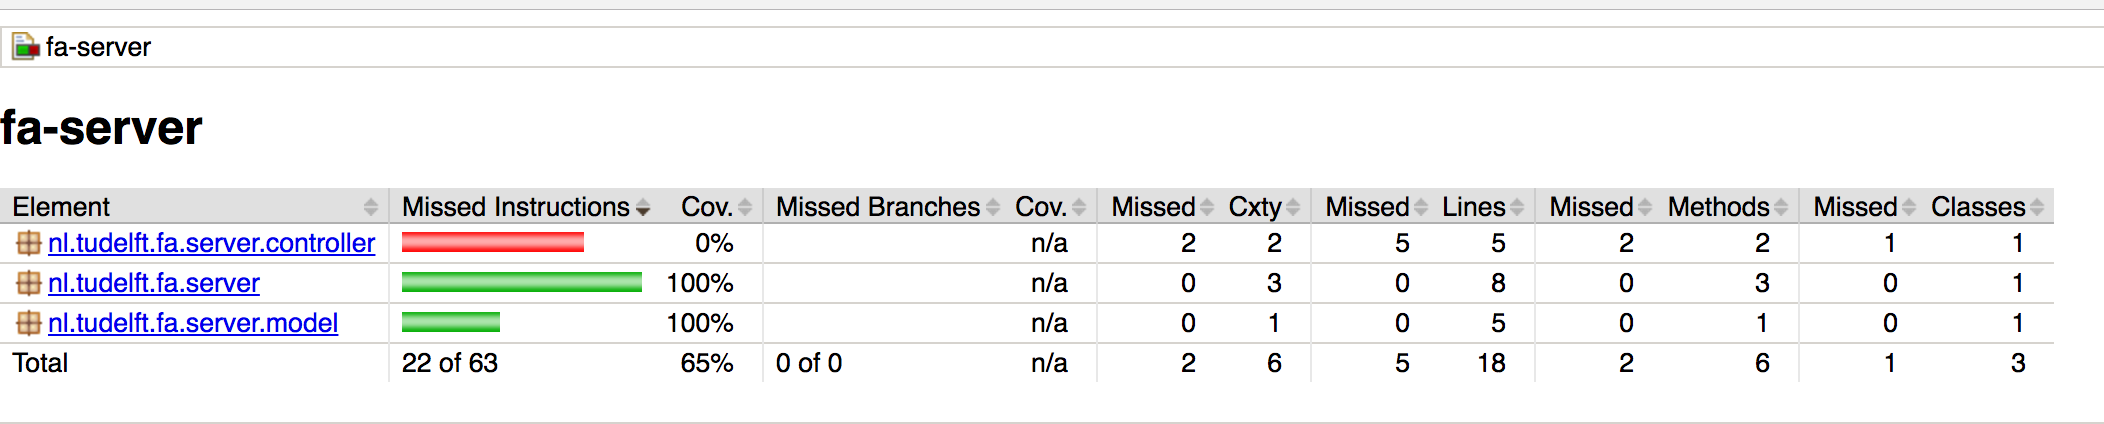 fa-server
fa-server
Element Missed Instructions Cov. Missed Branches Cov. Missed Cxty Missed Lines Missed Methods Missed Classes
nl.tudelft.fa.server.controller 0% n/a 2 2 5 5 2 2 1 1
nl.tudelft.fa.server 100% n/a 0 3 0 8 0 3 0 1
nl.tudelft.fa.server.model 100% n/a 0 1 0 5 0 1 0 1
Total 22 of 63 65% 0 of 0 n/a 2 6 5 18 2 6 1 3